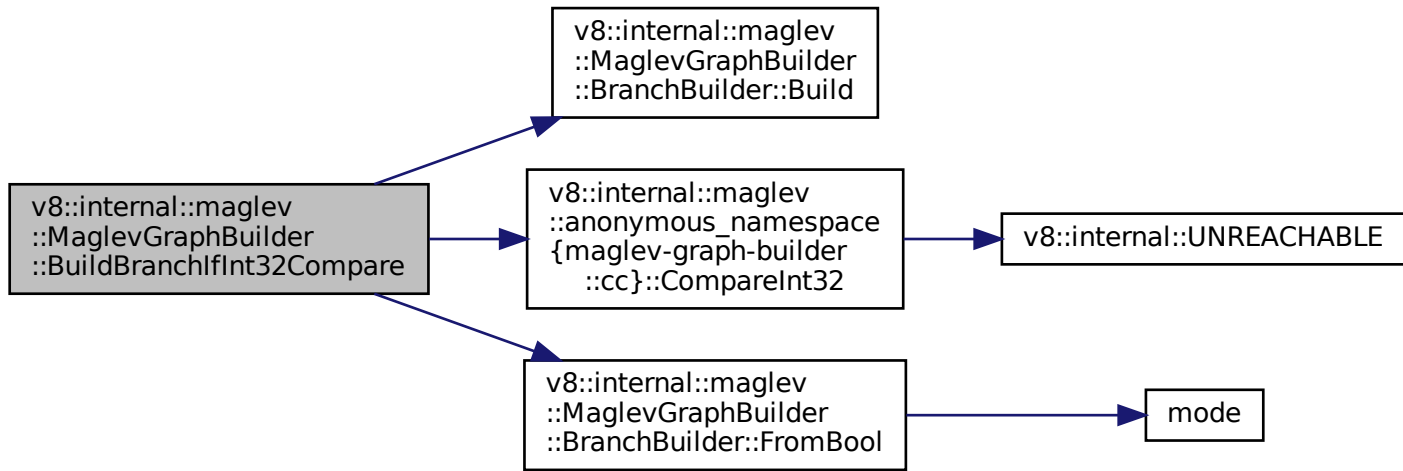 v8::internal::maglev
::MaglevGraphBuilder
::BranchBuilder::Build
v8::internal::maglev
::MaglevGraphBuilder
::BuildBranchIfInt32Compare
v8::internal::maglev
::anonymous_namespace
{maglev-graph-builder
::cc}::CompareInt32
v8::internal::UNREACHABLE
v8::internal::maglev
::MaglevGraphBuilder
::BranchBuilder::FromBool
mode